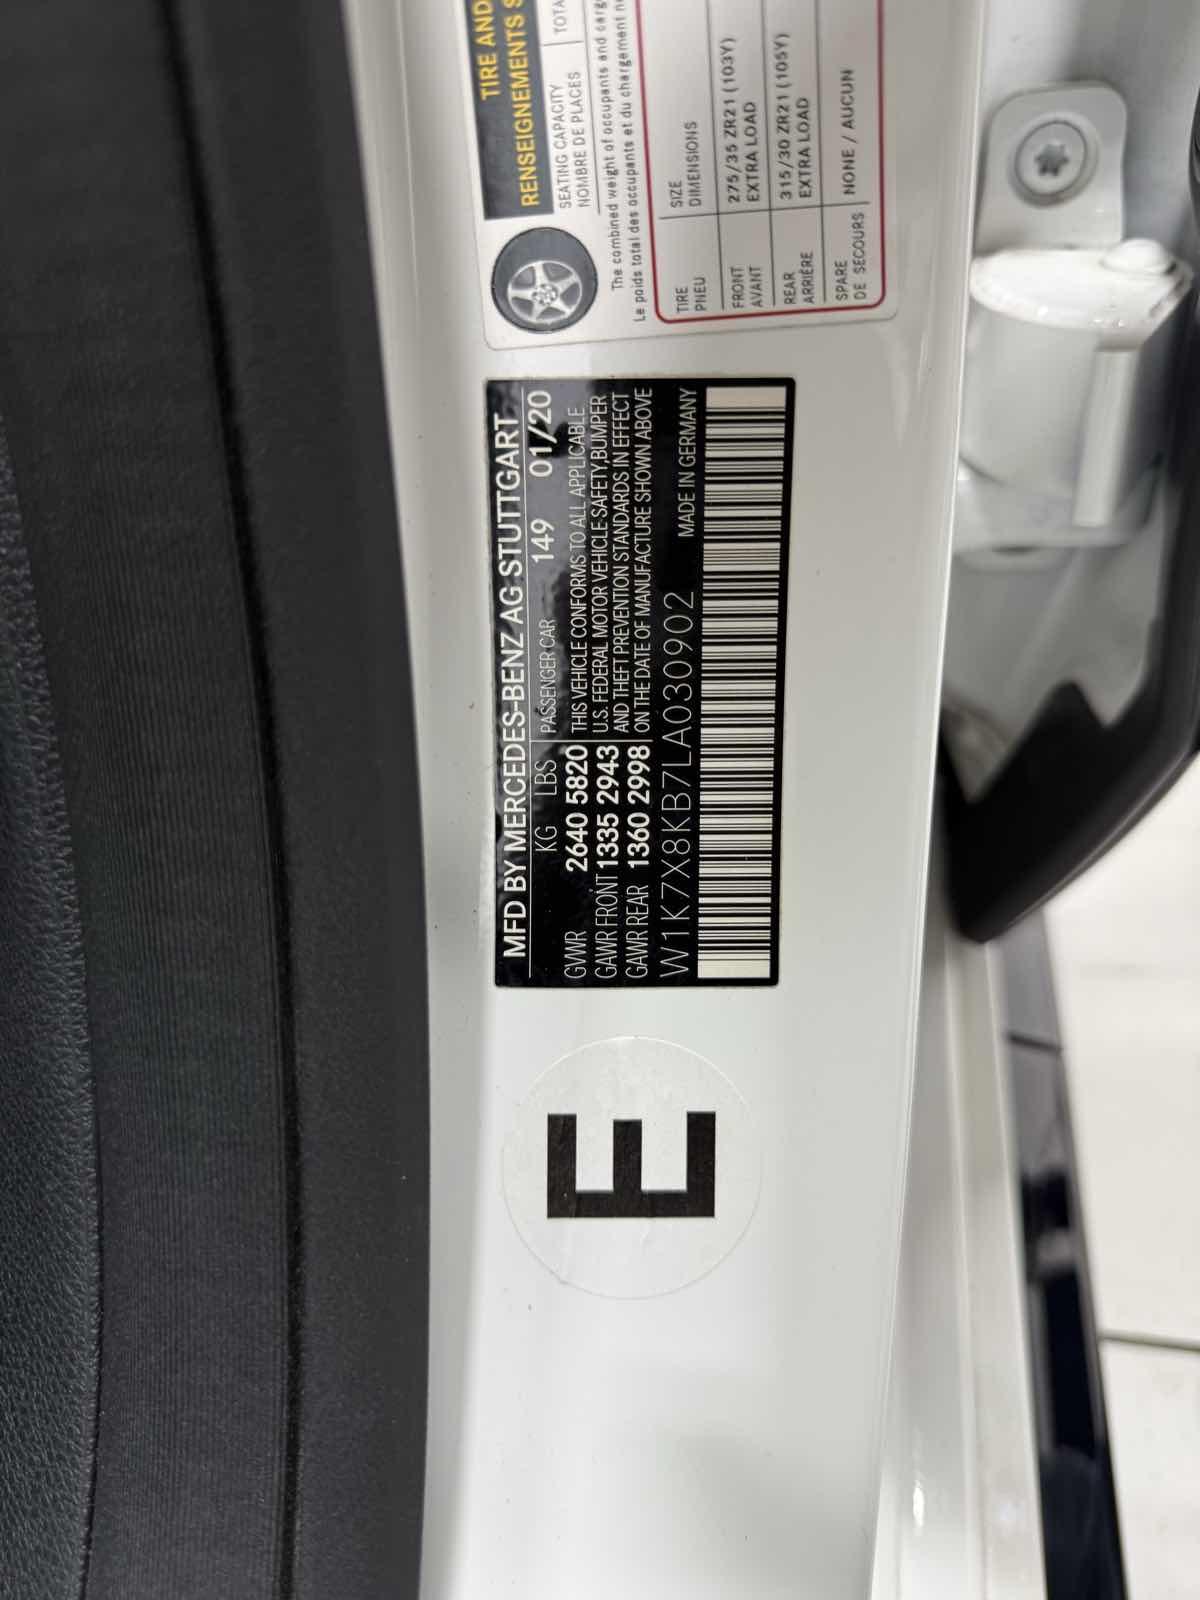 TIRE AND
RENSEIGNEMENTS S
SEATING CAPACITY
NOMBRE DE PLACES
TOTA
The combined weight of occupants and carg
Le poids total des occupants et du chargement n
TIRE SIZE
PNEU DIMENSIONS
FRONT 275/35 ZR21 (103Y)
AVANT EXTRA LOAD
REAR 315/30 ZR21 (105Y)
ARRIÈRE EXTRA LOAD
SPARE NONE / AUCUN
DE SECOURS
MFD BY MERCEDES-BENZ AG STUTTGART
KG LBS PASSENGER CAR 149 01/20
GVWR 2640 5820 THIS VEHICLE CONFORMS TO ALL APPLICABLE
GAWR FRONT 1335 2943 U.S. FEDERAL MOTOR VEHICLE-SAFETY,BUMPER
AND THEFT PREVENTION STANDARDS IN EFFECT
GAWR REAR 1360 2998 ON THE DATE OF MANUFACTURE SHOWN ABOVE
W1K7X8KB7LA030902 MADE IN GERMANY
E